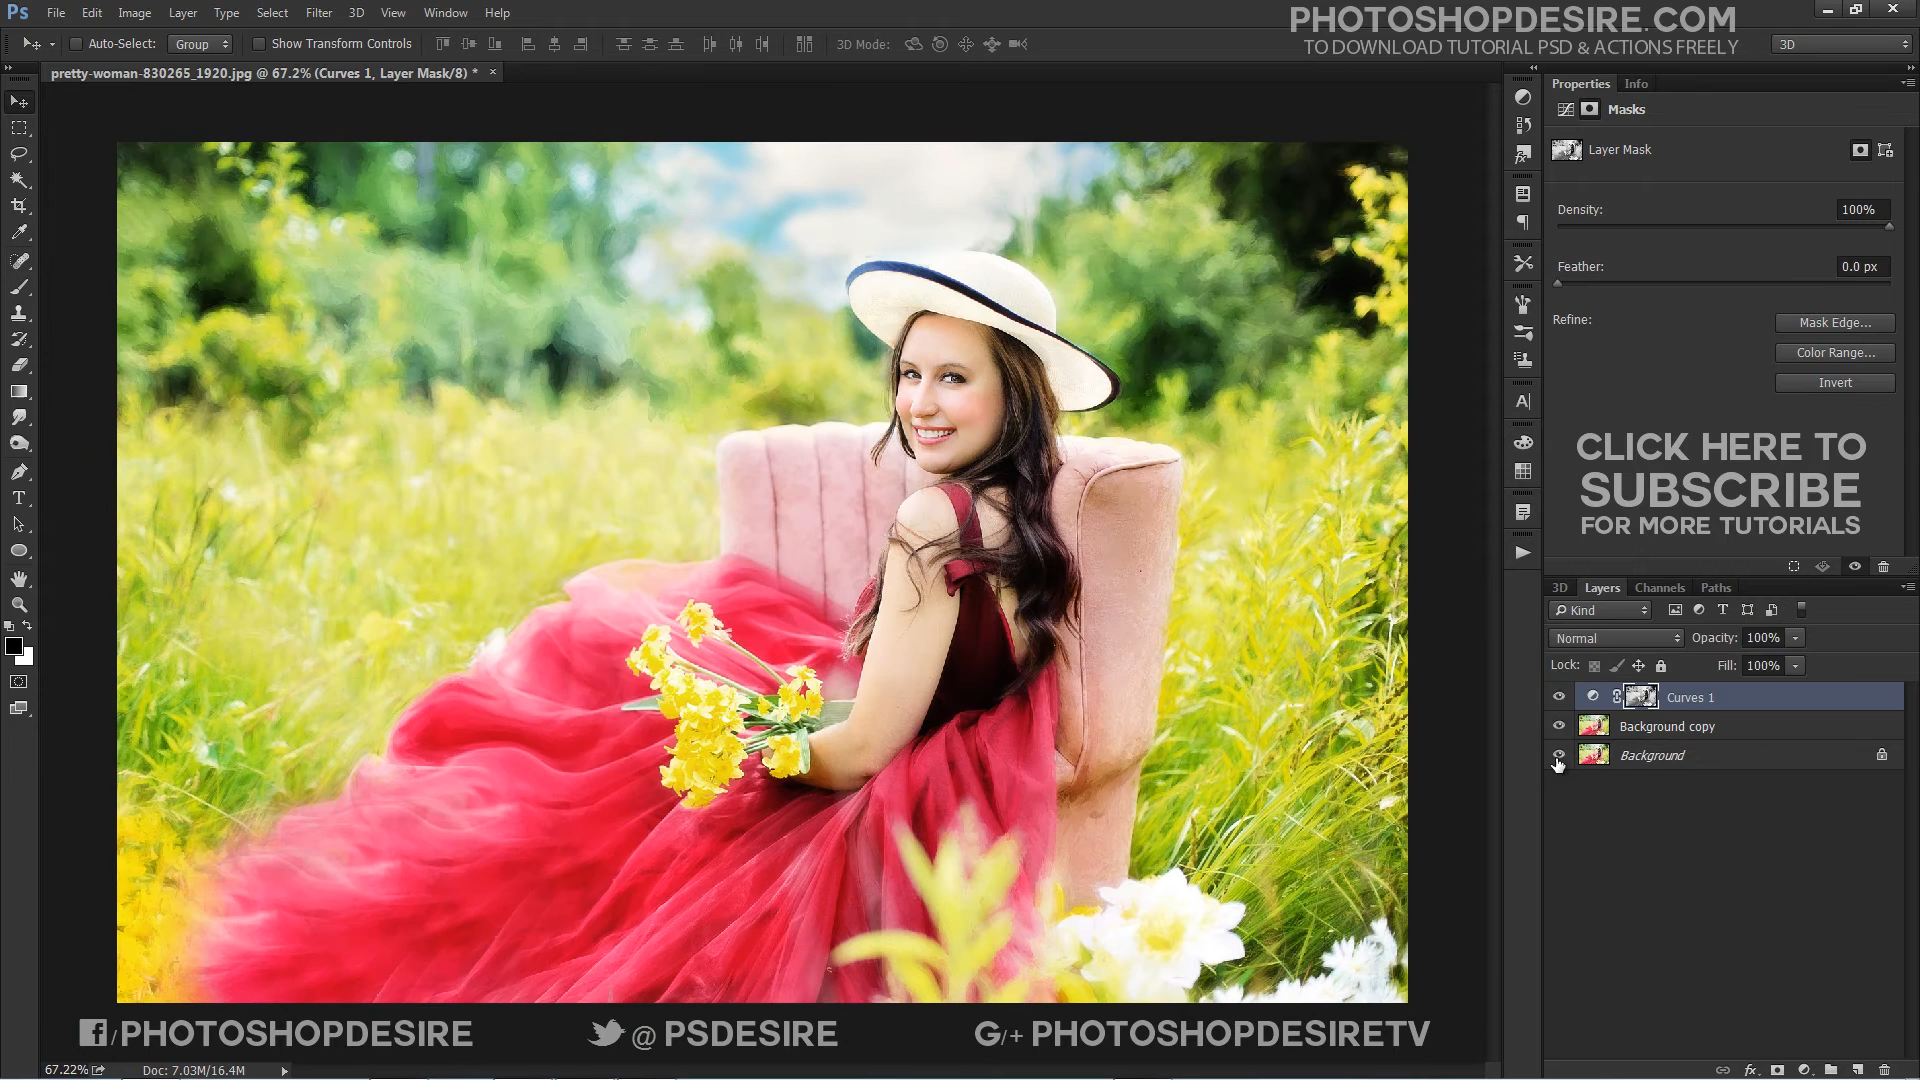 Ps File Edit Image Layer Type Select Filter 3D View Window Help
PHOTOSHOPDESIRE.COM
Auto-Select: Group Show Transform Controls 3D Mode:
TO DOWNLOAD TUTORIAL PSD & ACTIONS FREELY
3D
pretty-woman-830265_1920.jpg @ 67.2% (Curves 1, Layer Mask/8) * ×
Properties Info
Masks
Layer Mask
Density: 100%
Feather: 0.0 px
Refine: Mask Edge...
Color Range...
Invert
CLICK HERE TO
SUBSCRIBE
FOR MORE TUTORIALS
3D Layers Channels Paths
Kind
Normal Opacity: 100%
Lock: Fill: 100%
Curves 1
Background copy
Background
f/PHOTOSHOPDESIRE @ PSDESIRE G/+ PHOTOSHOPDESIRETV
67.22% Doc: 7.03M/16.4M